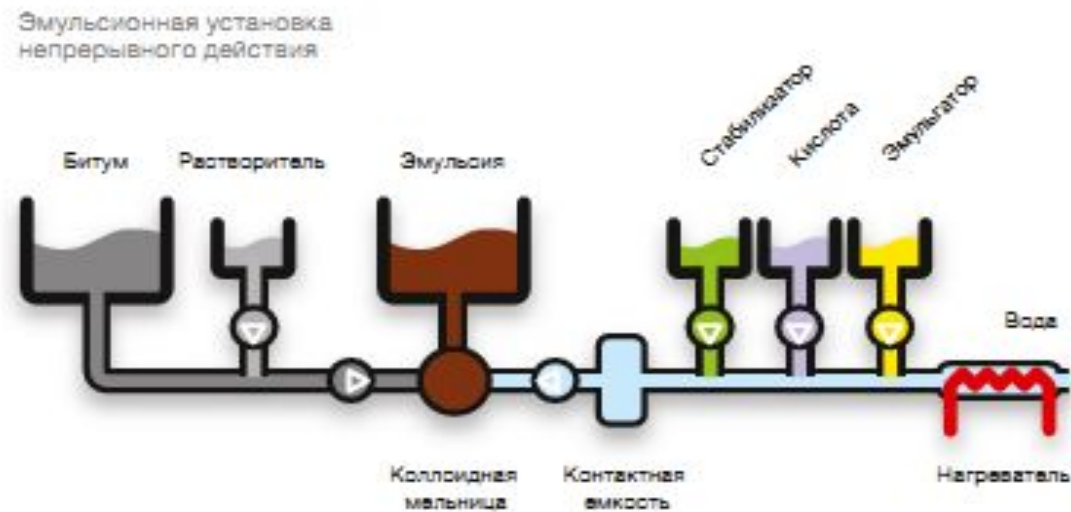 Эмульсионная установка
непрерывного действия
Стабилизатор
Кислота
Эмульгатор
Битум
Растворитель
Эмульсия
Вода
Коллоидная
мельница
Контактная
емкость
Нагреватель